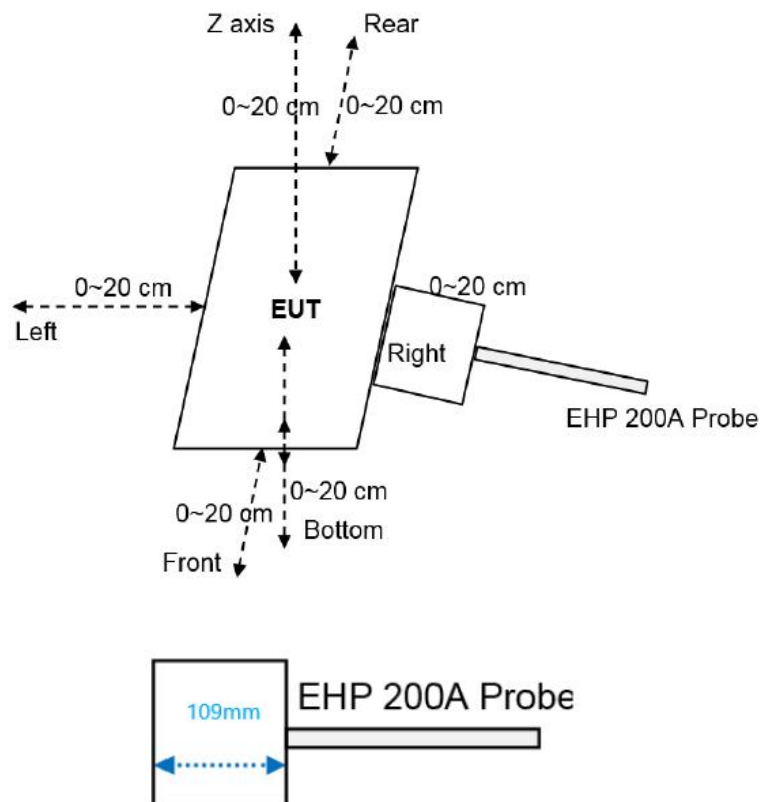 Z axis
Rear
0~20 cm
0~20 cm
0~20 cm
Left
EUT
0~20 cm
Right
EHP 200A Probe
0~20 cm
0~20 cm
Bottom
Front
EHP 200A Probe
109mm